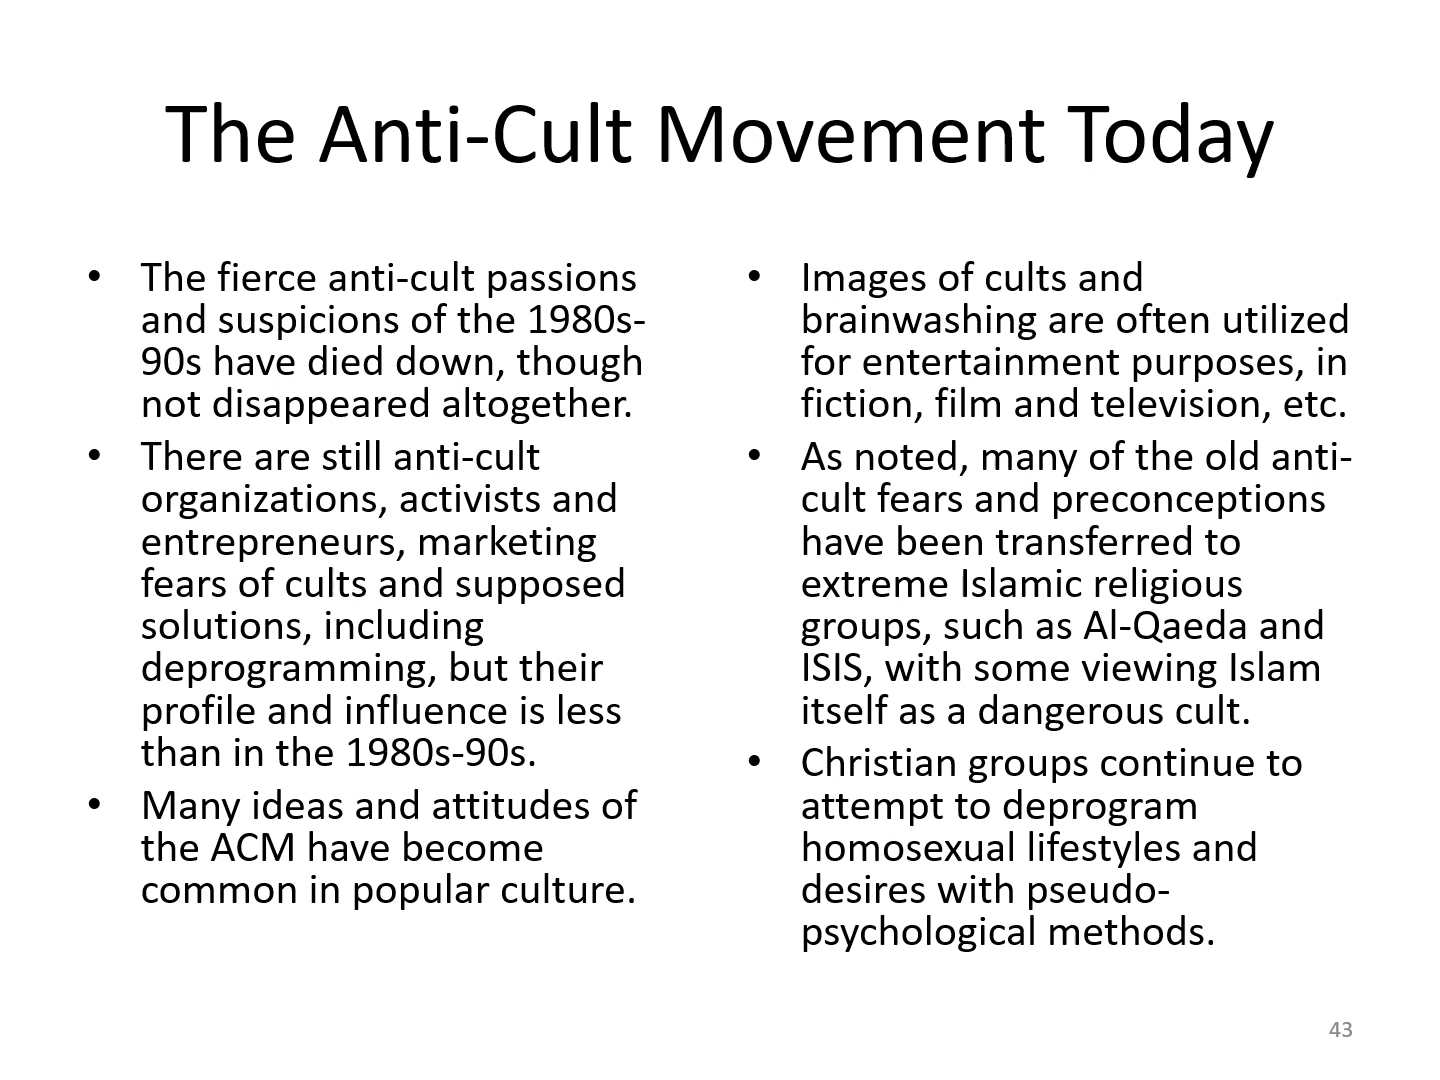 The Anti-Cult Movement Today
• The fierce anti-cult passions
and suspicions of the 1980s-
90s have died down, though
not disappeared altogether.
• There are still anti-cult
organizations, activists and
entrepreneurs, marketing
fears of cults and supposed
solutions, including
deprogramming, but their
profile and influence is less
than in the 1980s-90s.
• Many ideas and attitudes of
the ACM have become
common in popular culture.
• Images of cults and
brainwashing are often utilized
for entertainment purposes, in
fiction, film and television, etc.
• As noted, many of the old anti-
cult fears and preconceptions
have been transferred to
extreme Islamic religious
groups, such as Al-Qaeda and
ISIS, with some viewing Islam
itself as a dangerous cult.
• Christian groups continue to
attempt to deprogram
homosexual lifestyles and
desires with pseudo-
psychological methods.
43